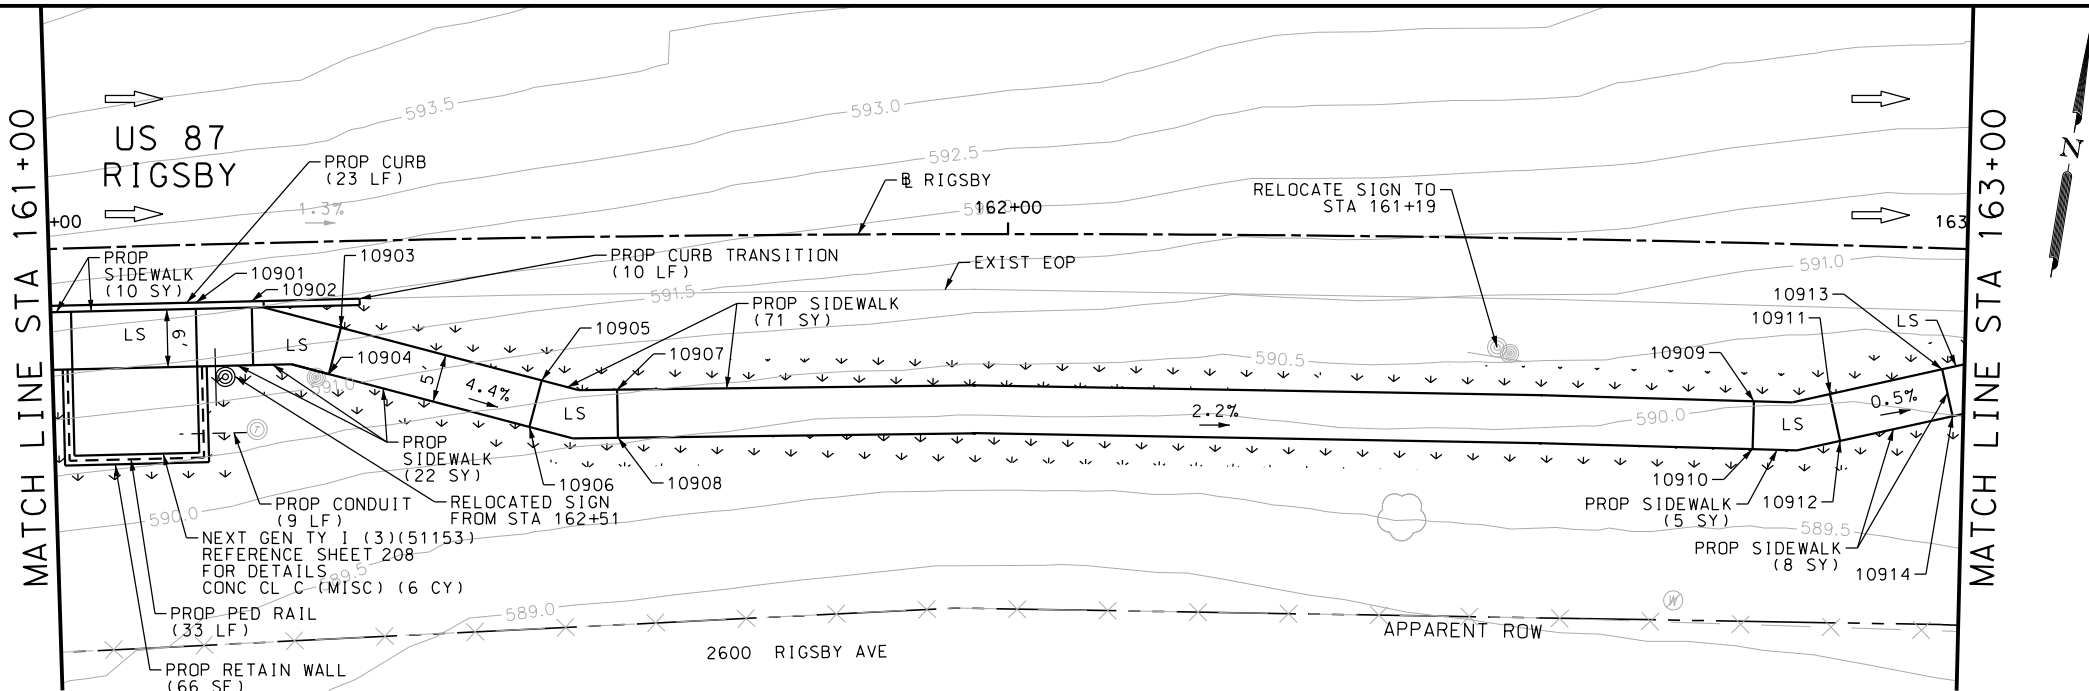 MATCH LINE STA 161+00
US 87
RIGSBY
+00
1.3%
593.5
593.0
592.5
PROP CURB
(23 LF)
RIGSBY
162+00
RELOCATE SIGN TO
STA 161+19
163
MATCH LINE STA 163+00
N
PROP
SIDEWALK
(10 SY)
10901
10902
10903
PROP CURB TRANSITION
(10 LF)
EXIST EOP
591.5
591.0
PROP SIDEWALK
(71 SY)
10905
10907
10904
LS
6'
LS
591.0
5'
4.4%
LS
590.5
2.2%
590.0
10909
10911
10913
LS
LS
0.5%
T
PROP
SIDEWALK
(22 SY)
10906
10908
RELOCATED SIGN
FROM STA 162+51
PROP CONDUIT
(9 LF)
590.0
NEXT GEN TY I (3)(51153)
REFERENCE SHEET 208
FOR DETAILS
CONC CL C (MISC) (6 CY)
589.5
589.0
PROP PED RAIL
(33 LF)
PROP RETAIN WALL
(66 SF)
10910
PROP SIDEWALK
(5 SY)
10912
589.5
PROP SIDEWALK
(8 SY)
10914
W
APPARENT ROW
2600 RIGSBY AVE